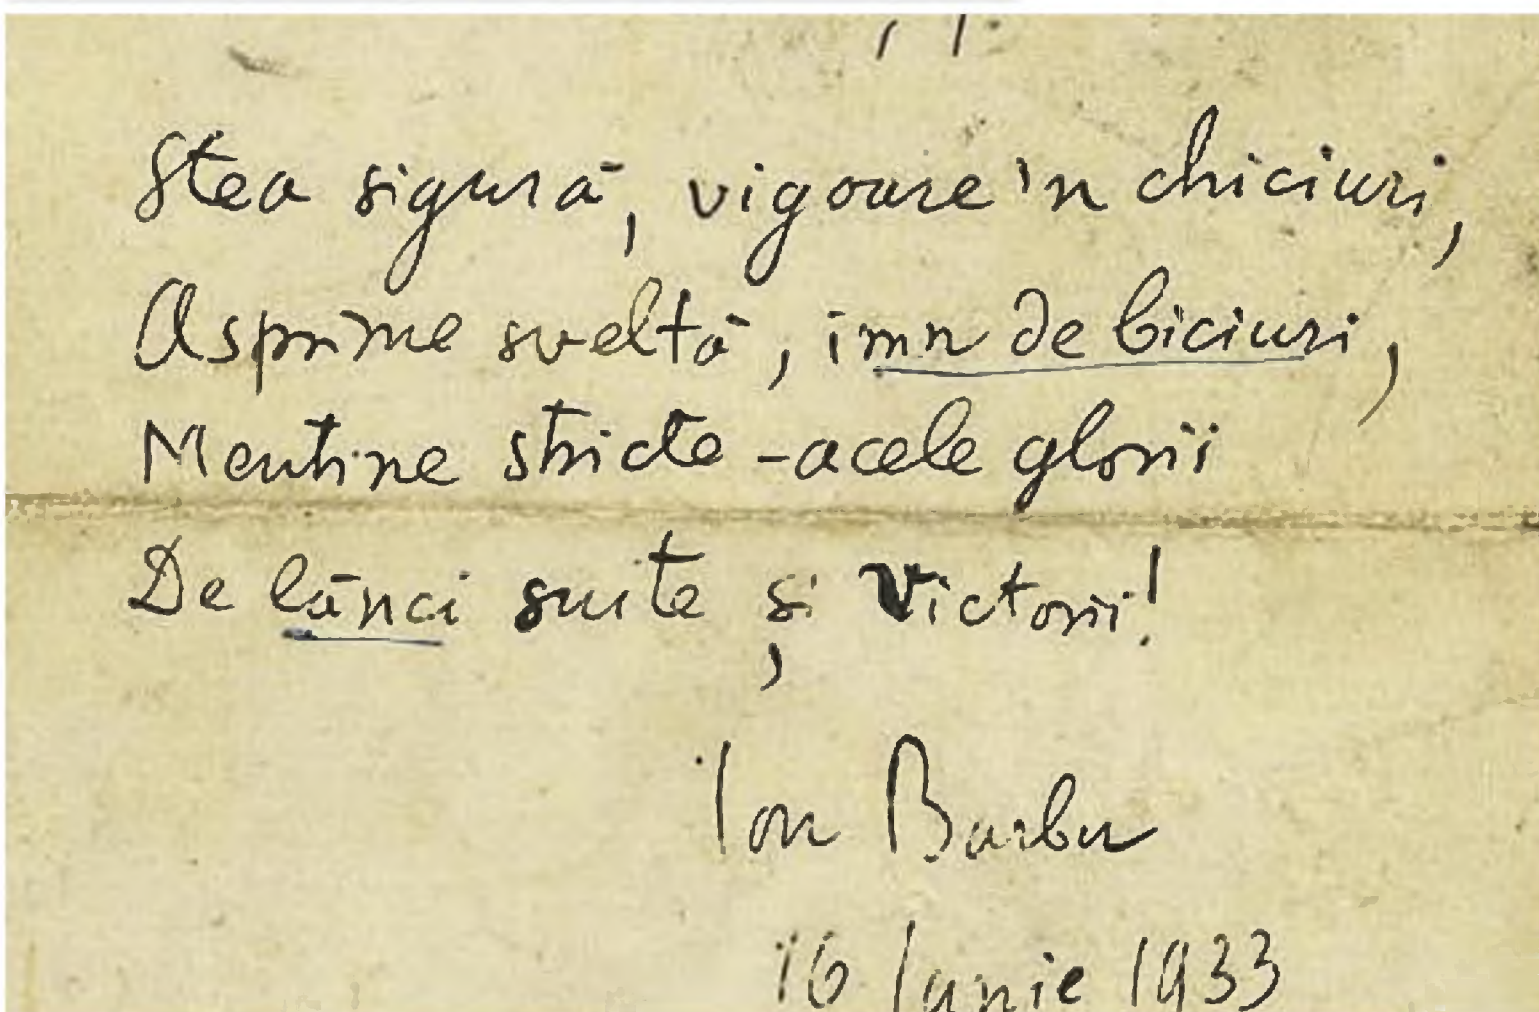 Stea sigură, vigoare 'n chiciuri,
Asprime sveltă, imn de biciuri,
Mentine stricte -acele glorii
De lănci suite și Victorii!
Ion Barbu
16 Iunie 1933